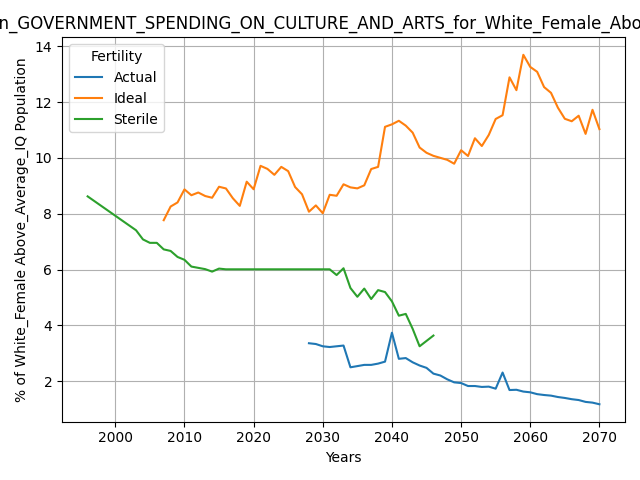 n_GOVERNMENT_SPENDING_ON_CULTURE_AND_ARTS_for_White_Female_Abo
Fertility
Actual
Ideal
Sterile
% of White_Female Above_Average_IQ Population
14
12
10
8
6
4
2
2000 2010 2020 2030 2040 2050 2060 2070
Years